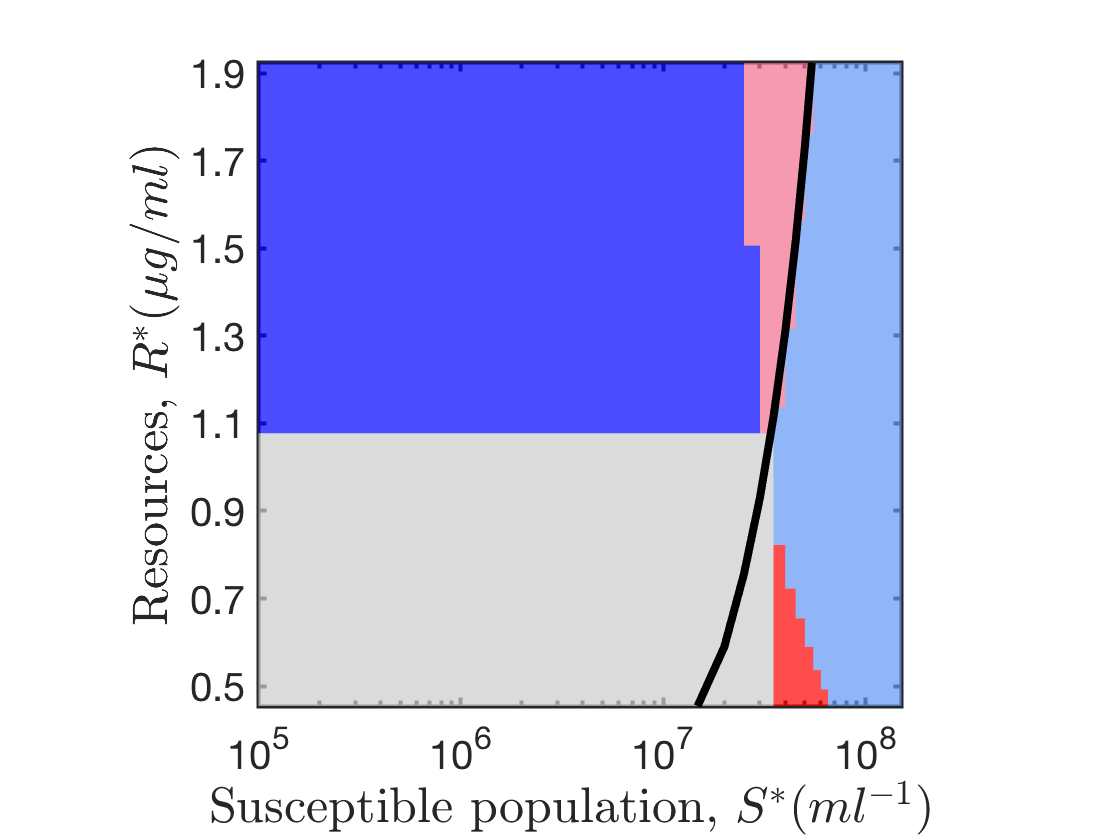 1.9
1.7
1.5
1.3
1.1
0.9
0.7
0.5
Resources, R*(μg/ml)
10^5 10^6 10^7 10^8
Susceptible population, S*(ml^{-1})